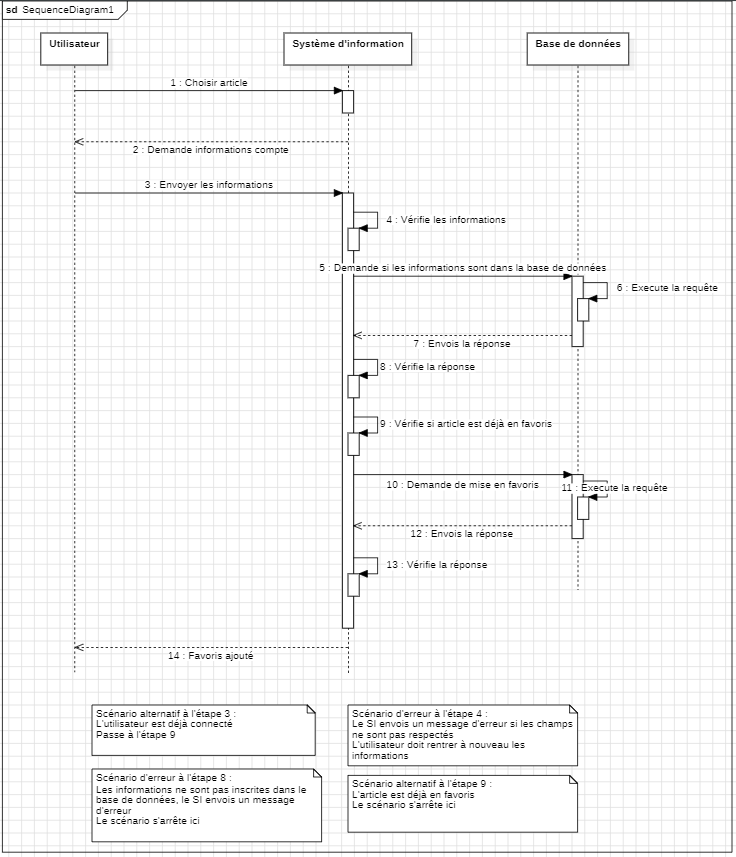 sd SequenceDiagram1
Utilisateur
Système d'information
Base de données
1 : Choisir article
2 : Demande informations compte
3 : Envoyer les informations
4 : Vérifie les informations
5 : Demande si les informations sont dans la base de données
6 : Execute la requête
7 : Envois la réponse
8 : Vérifie la réponse
9 : Vérifie si article est déjà en favoris
10 : Demande de mise en favoris
11 : Execute la requête
12 : Envois la réponse
13 : Vérifie la réponse
14 : Favoris ajouté
Scénario alternatif à l'étape 3 :
L'utilisateur est déjà connecté
Passe à l'étape 9
Scénario d'erreur à l'étape 4 :
Le SI envois un message d'erreur si les champs
ne sont pas respectés
L'utilisateur doit rentrer à nouveau les
informations
Scénario d'erreur à l'étape 8 :
Les informations ne sont pas inscrites dans le
base de données, le SI envois un message
d'erreur
Le scénario s'arrête ici
Scénario alternatif à l'étape 9 :
L'article est déjà en favoris
Le scénario s'arrête ici